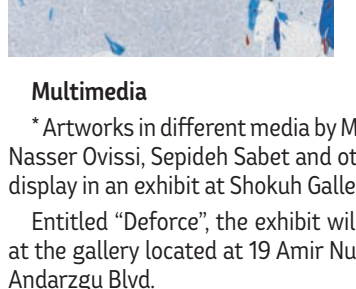 Multimedia
* Artworks in different media by M
Nasser Ovissi, Sepideh Sabet and ot
display in an exhibit at Shokuh Galle
Entitled “Deforce”, the exhibit wil
at the gallery located at 19 Amir Nu
Andarzgu Blvd.